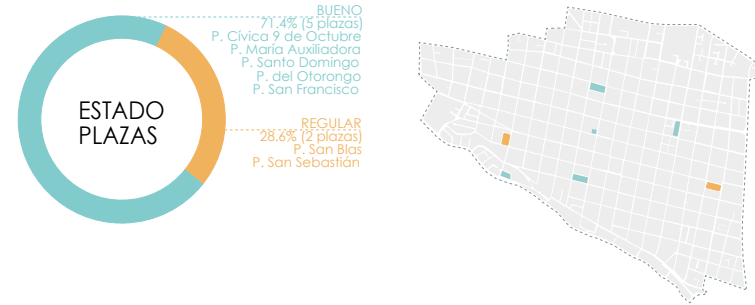 ESTADO
PLAZAS
BUENO
71.4% (5 plazas)
P. Cívica 9 de Octubre
P. María Auxiliadora
P. Santo Domingo
P. del Otorongo
P. San Francisco
REGULAR
28.6% (2 plazas)
P. San Blas
P. San Sebastián